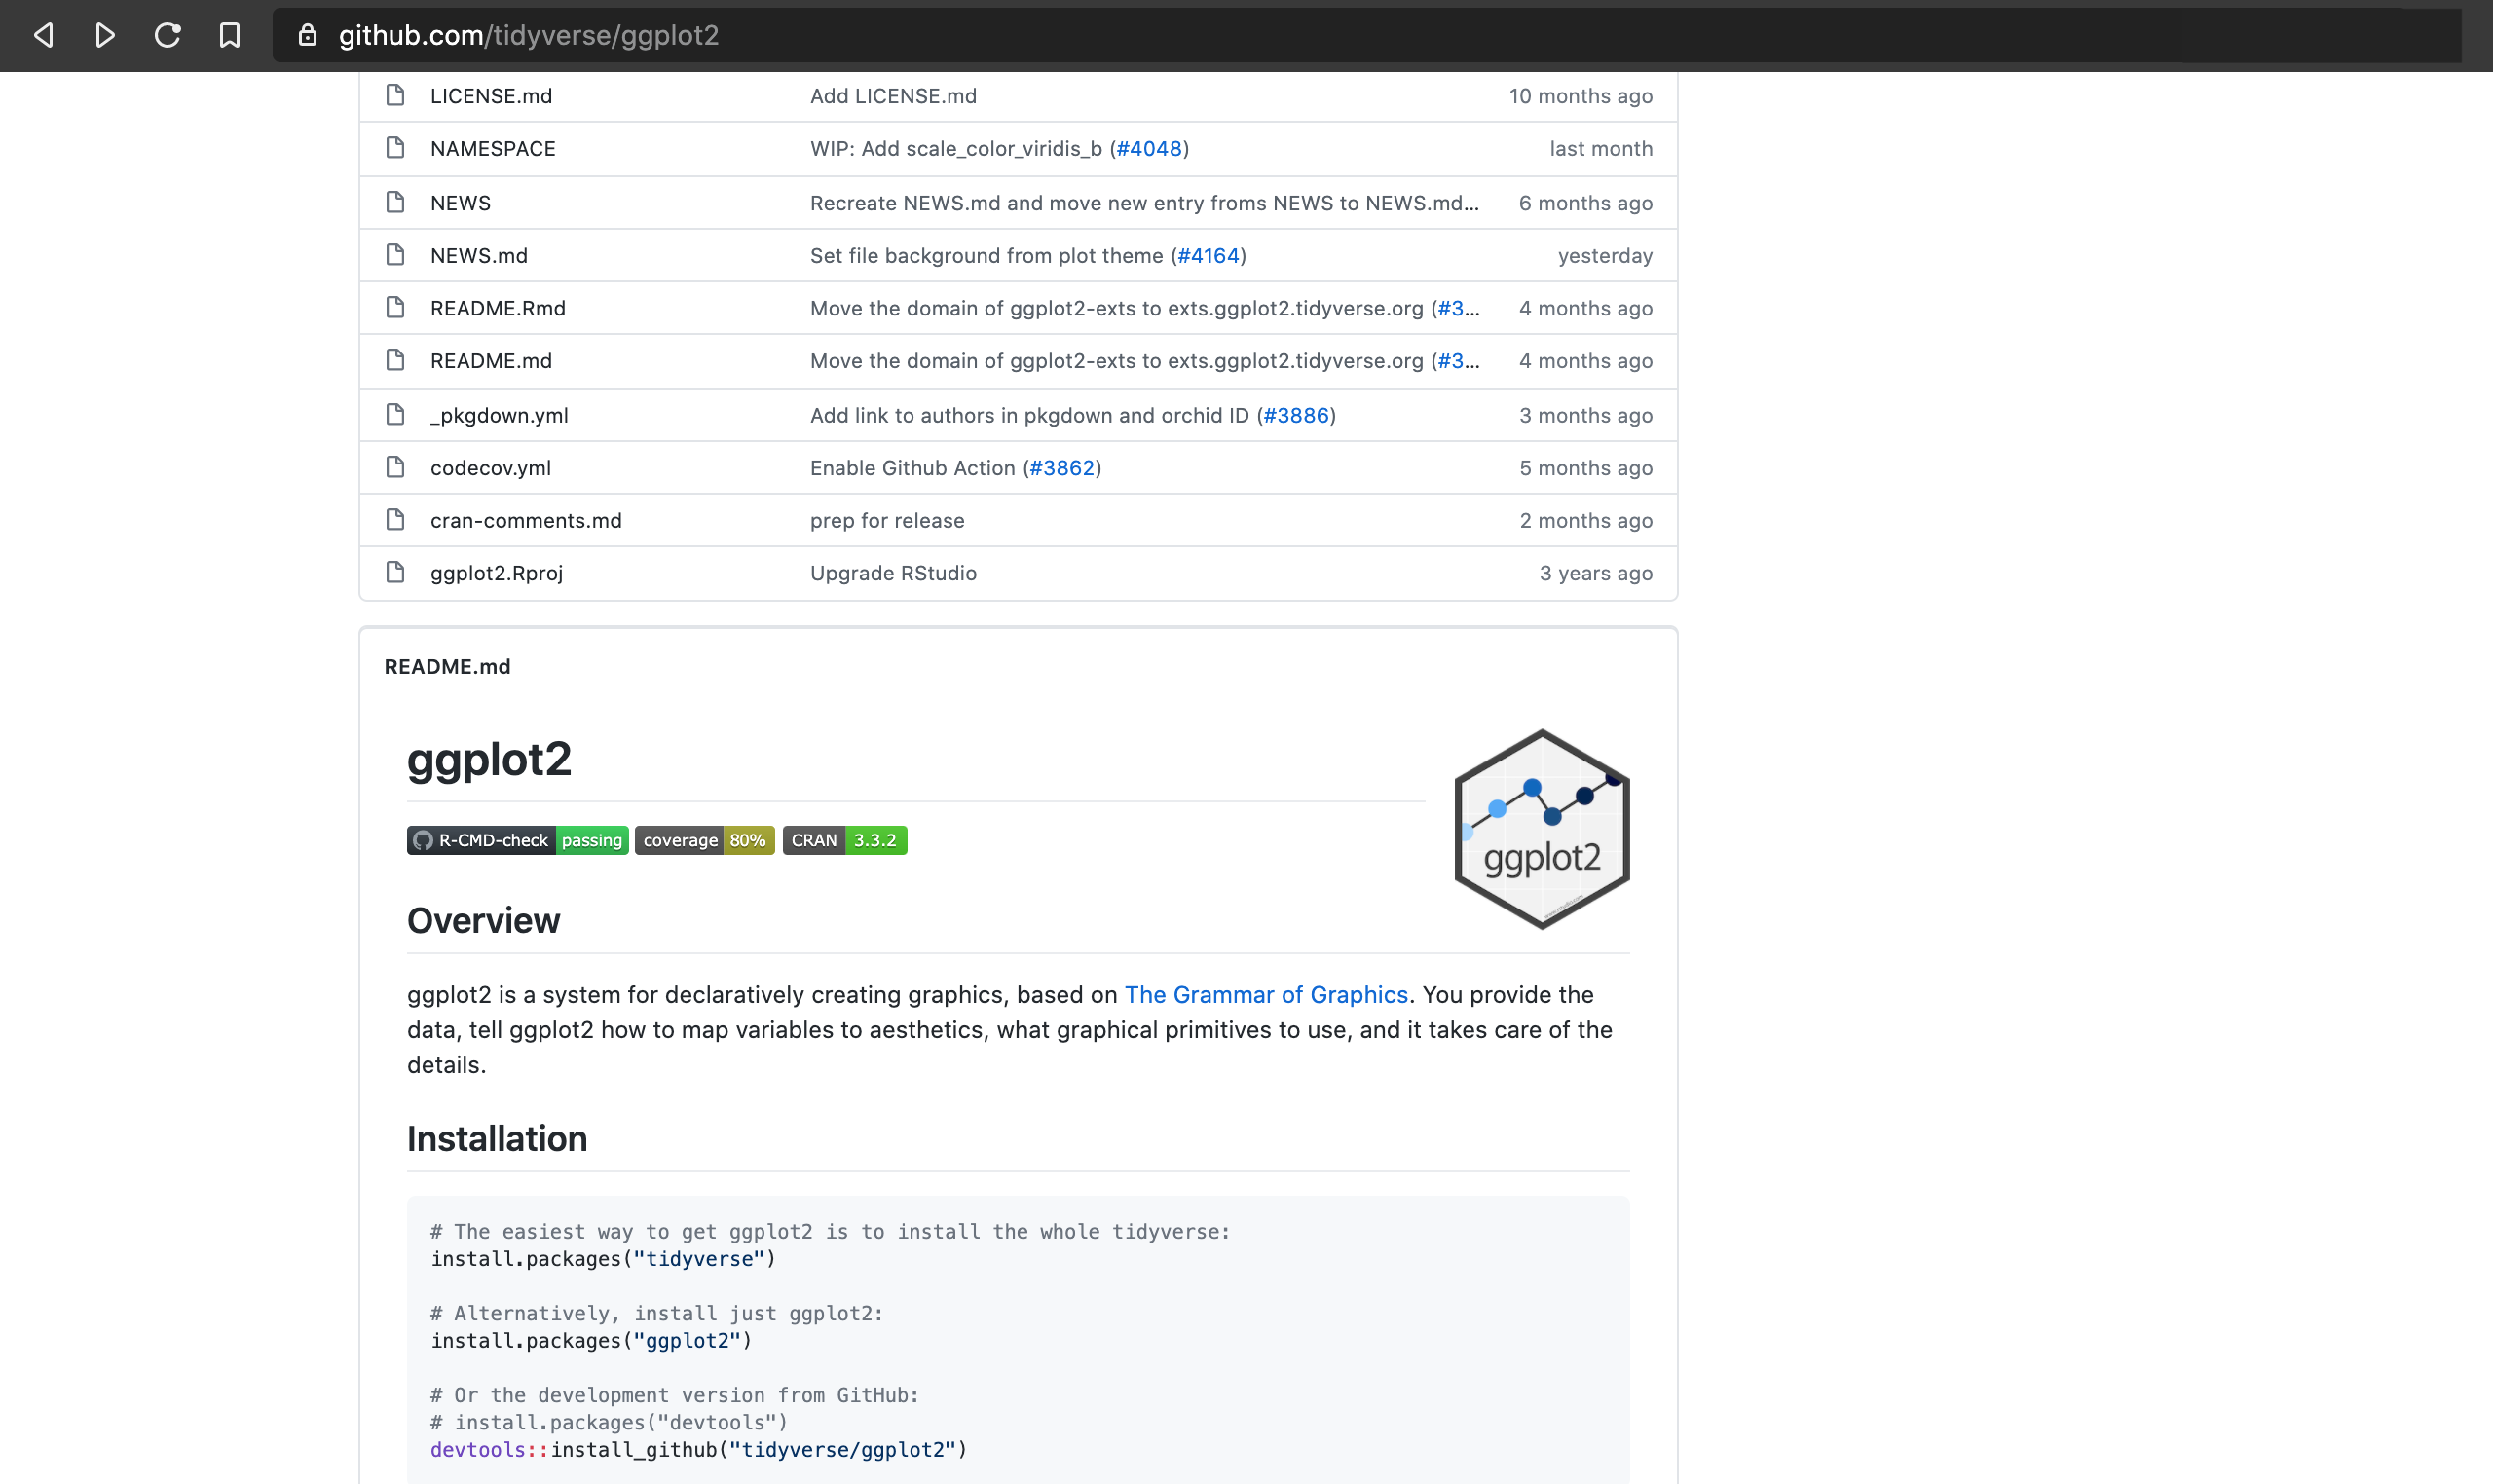 github.com/tidyverse/ggplot2
LICENSE.md Add LICENSE.md 10 months ago
NAMESPACE WIP: Add scale_color_viridis_b (#4048) last month
NEWS Recreate NEWS.md and move new entry froms NEWS to NEWS.md... 6 months ago
NEWS.md Set file background from plot theme (#4164) yesterday
README.Rmd Move the domain of ggplot2-exts to exts.ggplot2.tidyverse.org (#3... 4 months ago
README.md Move the domain of ggplot2-exts to exts.ggplot2.tidyverse.org (#3... 4 months ago
_pkgdown.yml Add link to authors in pkgdown and orchid ID (#3886) 3 months ago
codecov.yml Enable Github Action (#3862) 5 months ago
cran-comments.md prep for release 2 months ago
ggplot2.Rproj Upgrade RStudio 3 years ago
README.md
ggplot2
R-CMD-check passing coverage 80% CRAN 3.3.2
ggplot2
Overview
ggplot2 is a system for declaratively creating graphics, based on The Grammar of Graphics. You provide the
data, tell ggplot2 how to map variables to aesthetics, what graphical primitives to use, and it takes care of the
details.
Installation
# The easiest way to get ggplot2 is to install the whole tidyverse:
install.packages("tidyverse")
# Alternatively, install just ggplot2:
install.packages("ggplot2")
# Or the development version from GitHub:
# install.packages("devtools")
devtools::install_github("tidyverse/ggplot2")